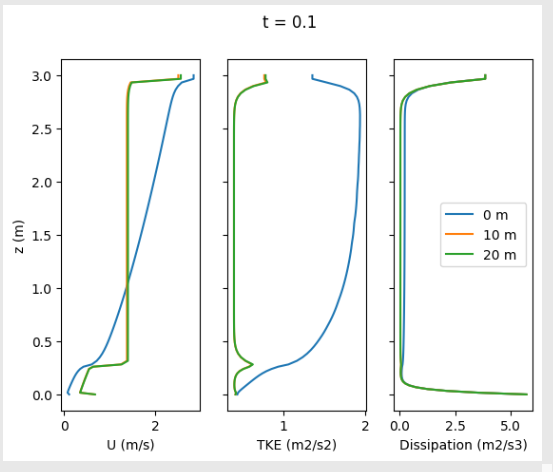 t = 0.1
3.0
2.5
2.0
1.5
1.0
0.5
0.0
z (m)
0 m
10 m
20 m
0 2
1 2
0.0 2.5 5.0
U (m/s)
TKE (m2/s2)
Dissipation (m2/s3)